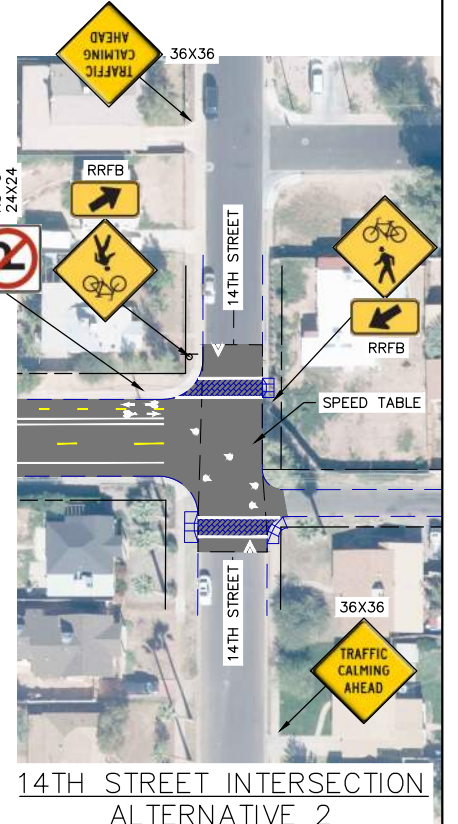 TRAFFIC
CALMING
AHEAD
36X36
24X24
RRFB
14TH STREET
RRFB
SPEED TABLE
14TH STREET
36X36
TRAFFIC
CALMING
AHEAD
14TH STREET INTERSECTION
ALTERNATIVE 2